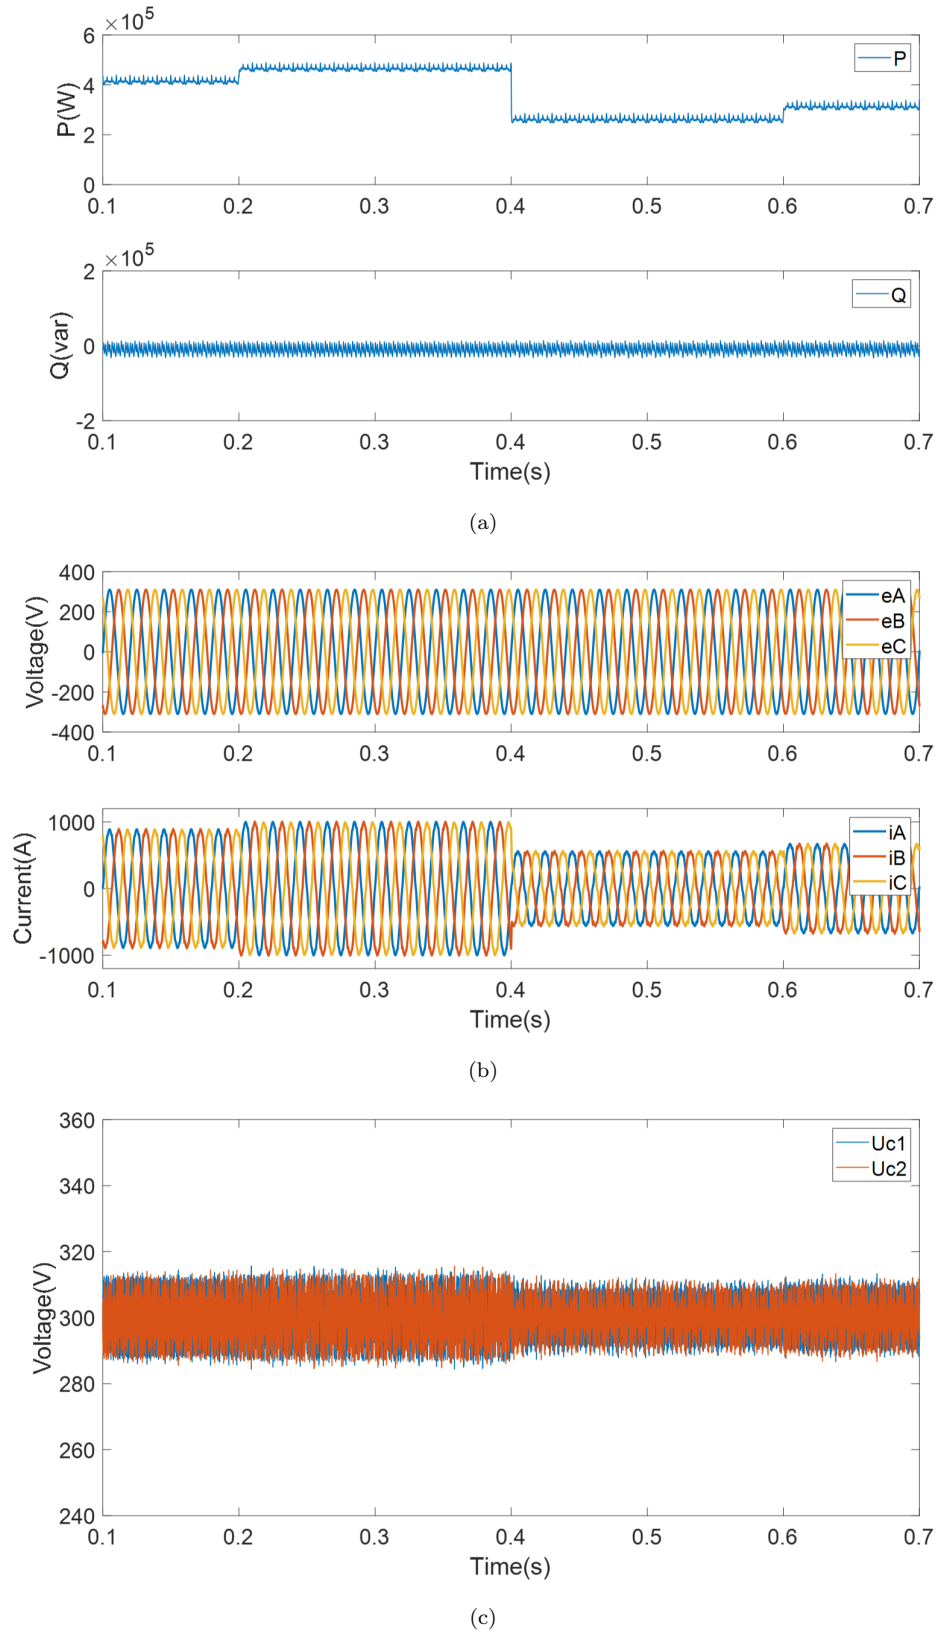 ×10⁵
6
4
2
0
P(W)
P
0.1 0.2 0.3 0.4 0.5 0.6 0.7
×10⁵
2
0
-2
Q(var)
Q
0.1 0.2 0.3 0.4 0.5 0.6 0.7
Time(s)
(a)
400
200
0
-200
-400
Voltage(V)
eA
eB
eC
0.1 0.2 0.3 0.4 0.5 0.6 0.7
1000
0
-1000
Current(A)
iA
iB
iC
0.1 0.2 0.3 0.4 0.5 0.6 0.7
Time(s)
(b)
360
340
320
300
280
260
240
Voltage(V)
Uc1
Uc2
0.1 0.2 0.3 0.4 0.5 0.6 0.7
Time(s)
(c)